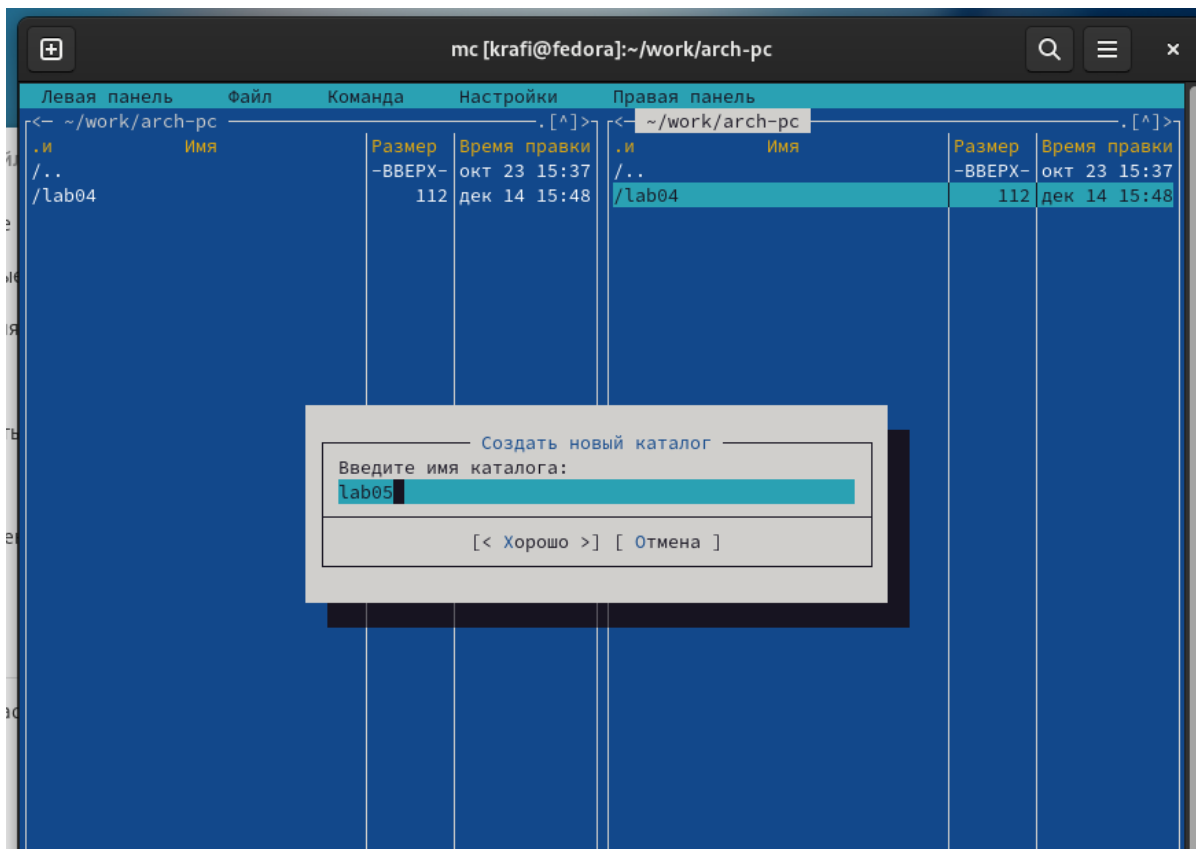 mc [krafi@fedora]:~/work/arch-pc
Левая панель Файл Команда Настройки Правая панель
<- ~/work/arch-pc .[^]> <- ~/work/arch-pc .[^]>
.и Имя Размер Время правки .и Имя Размер Время правки
/.. -ВВЕРХ- окт 23 15:37 /.. -ВВЕРХ- окт 23 15:37
/lab04 112 дек 14 15:48 /lab04 112 дек 14 15:48
Создать новый каталог
Введите имя каталога:
lab05
[< Хорошо >] [ Отмена ]